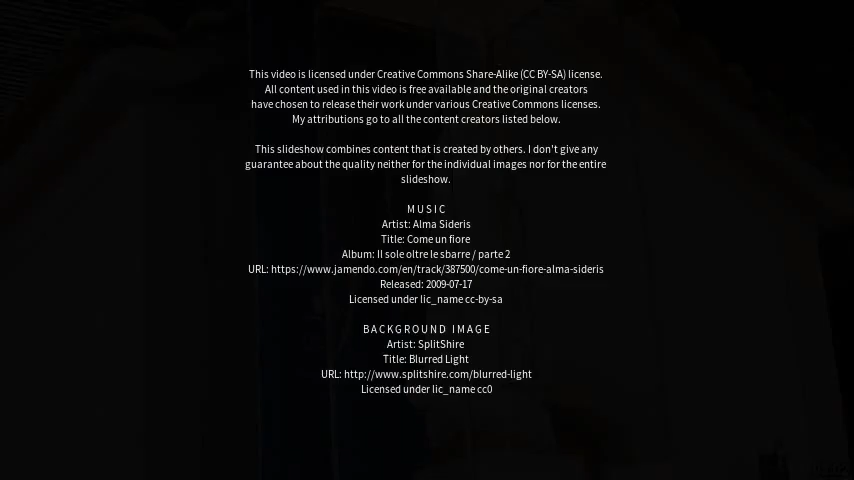 This video is licensed under Creative Commons Share-Alike (CC BY-SA) license.
All content used in this video is free available and the original creators
have chosen to release their work under various Creative Commons licenses.
My attributions go to all the content creators listed below.
This slideshow combines content that is created by others. I don't give any
guarantee about the quality neither for the individual images nor for the entire
slideshow.
MUSIC
Artist: Alma Sideris
Title: Come un fiore
Album: Il sole oltre le sbarre / parte 2
URL: https://www.jamendo.com/en/track/387500/come-un-fiore-alma-sideris
Released: 2009-07-17
Licensed under lic_name cc-by-sa
BACKGROUND IMAGE
Artist: SplitShire
Title: Blurred Light
URL: http://www.splitshire.com/blurred-light
Licensed under lic_name cc0